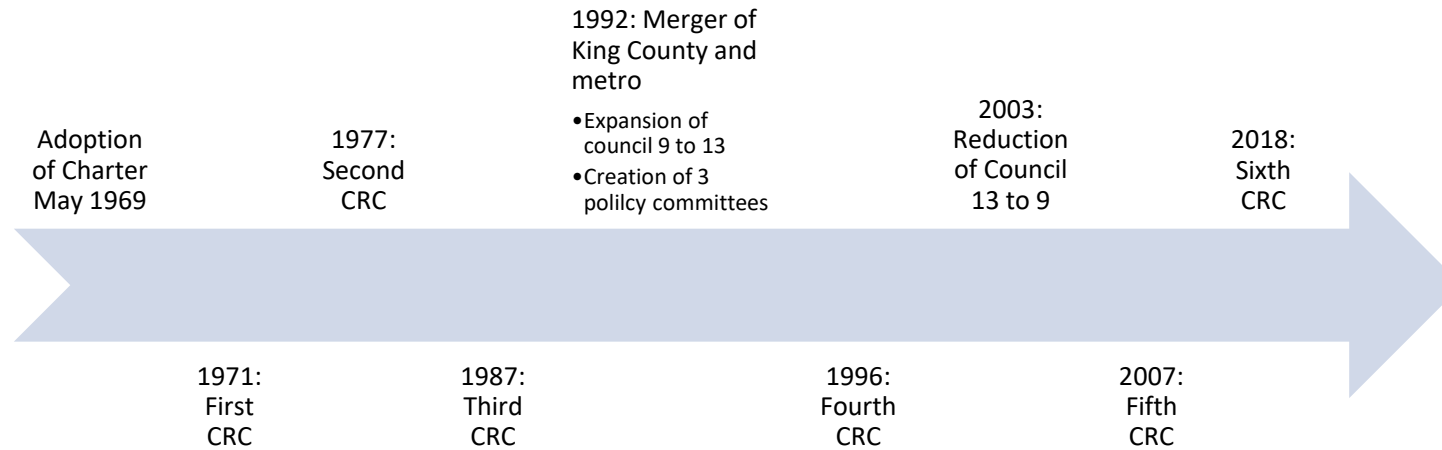 Adoption
of Charter
May 1969
1971:
First
CRC
1977:
Second
CRC
1987:
Third
CRC
1992: Merger of
King County and
metro
•Expansion of
council 9 to 13
•Creation of 3
polilcy committees
1996:
Fourth
CRC
2003:
Reduction
of Council
13 to 9
2007:
Fifth
CRC
2018:
Sixth
CRC